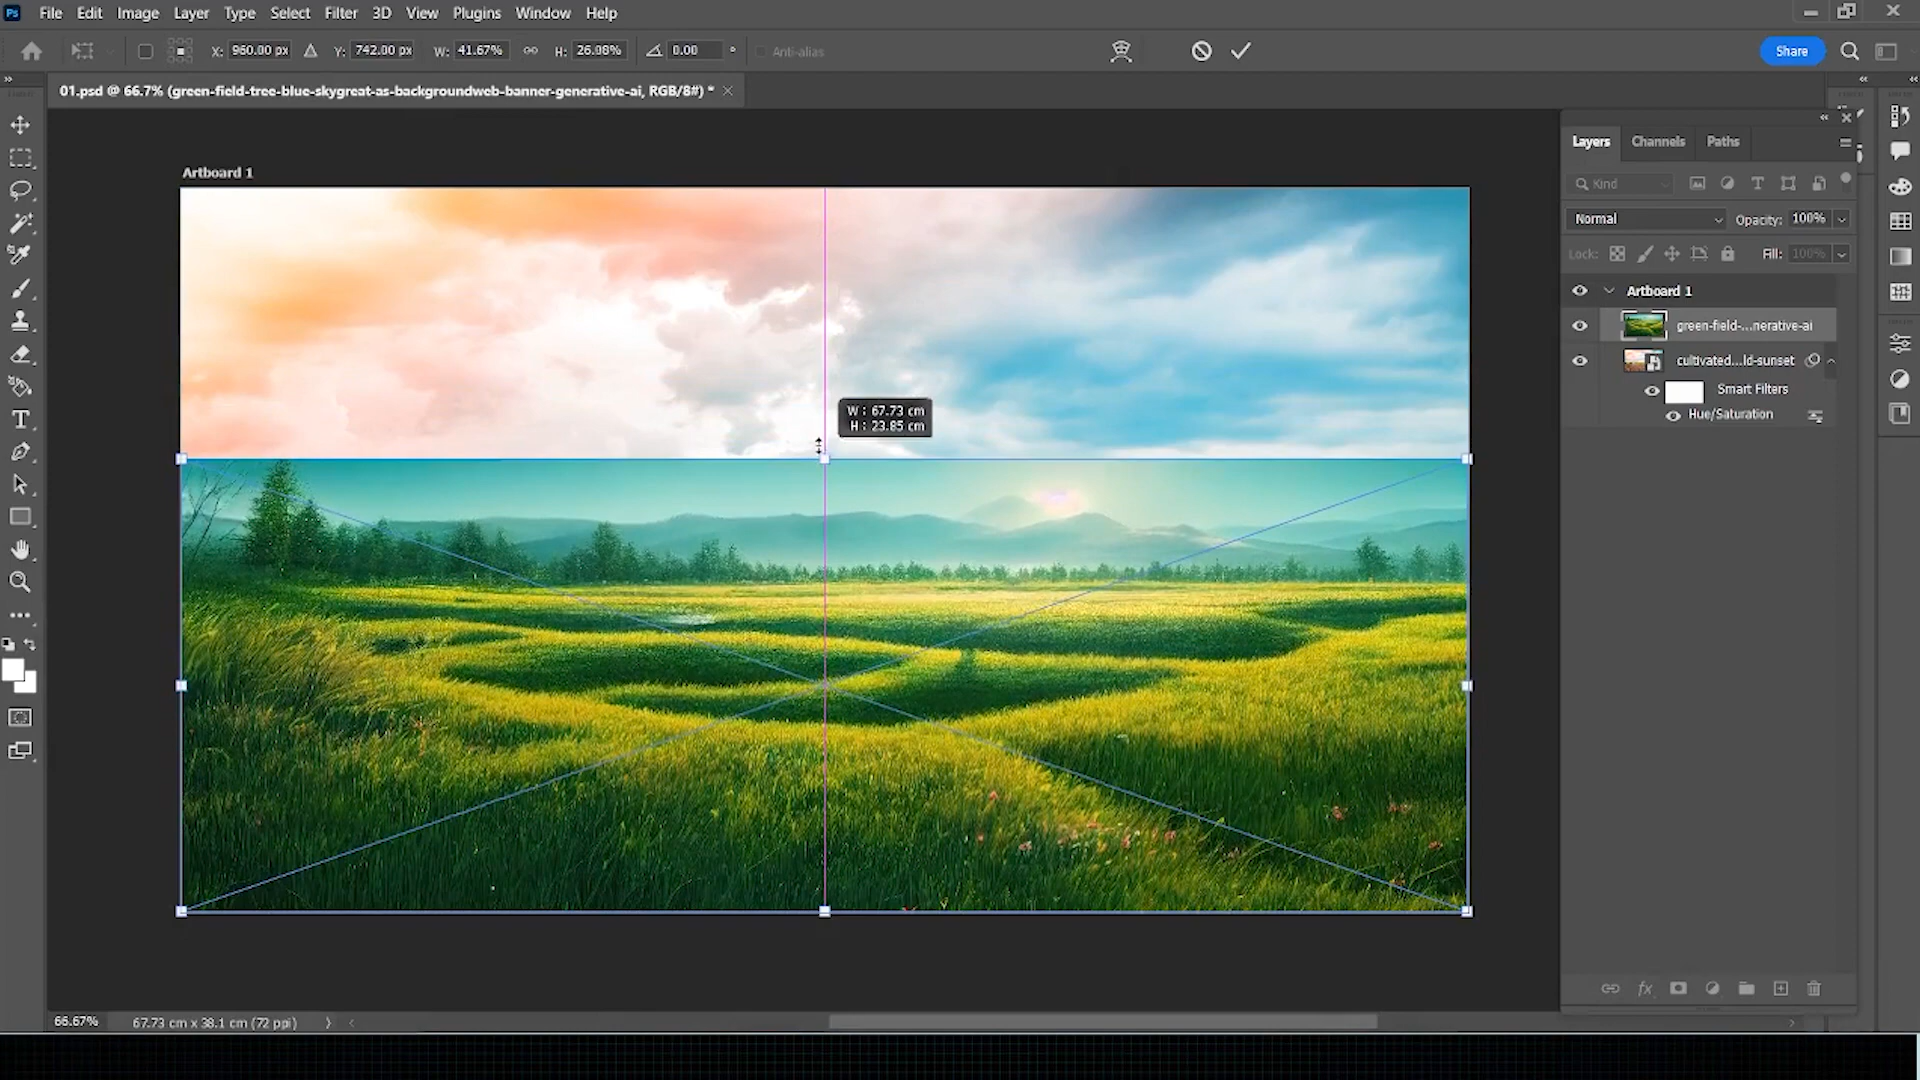 Ps File Edit Image Layer Type Select Filter 3D View Plugins Window Help
X: 960.00 px Y: 742.00 px W: 41.67% H: 26.08% 0.00 ° Anti-alias Share
01.psd @ 66.7% (green-field-tree-blue-skygreat-as-backgroundweb-banner-generative-ai, RGB/8#) *
Artboard 1
Layers Channels Paths
Kind
Normal Opacity: 100%
Lock: Fill: 100%
Artboard 1
green-field-...nerative-ai
cultivated...ld-sunset
Smart Filters
Hue/Saturation
W : 67.73 cm
H : 23.85 cm
66.67% 67.73 cm x 38.1 cm (72 ppi)